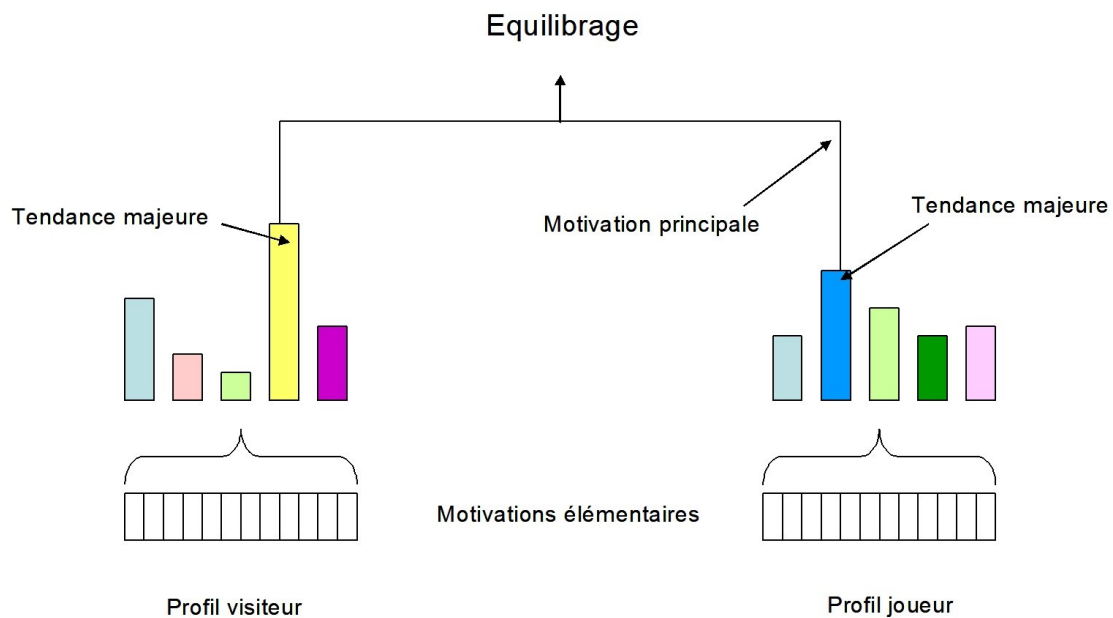 Equilibrage
Tendance majeure
Motivation principale
Tendance majeure
Motivations élémentaires
Profil visiteur
Profil joueur